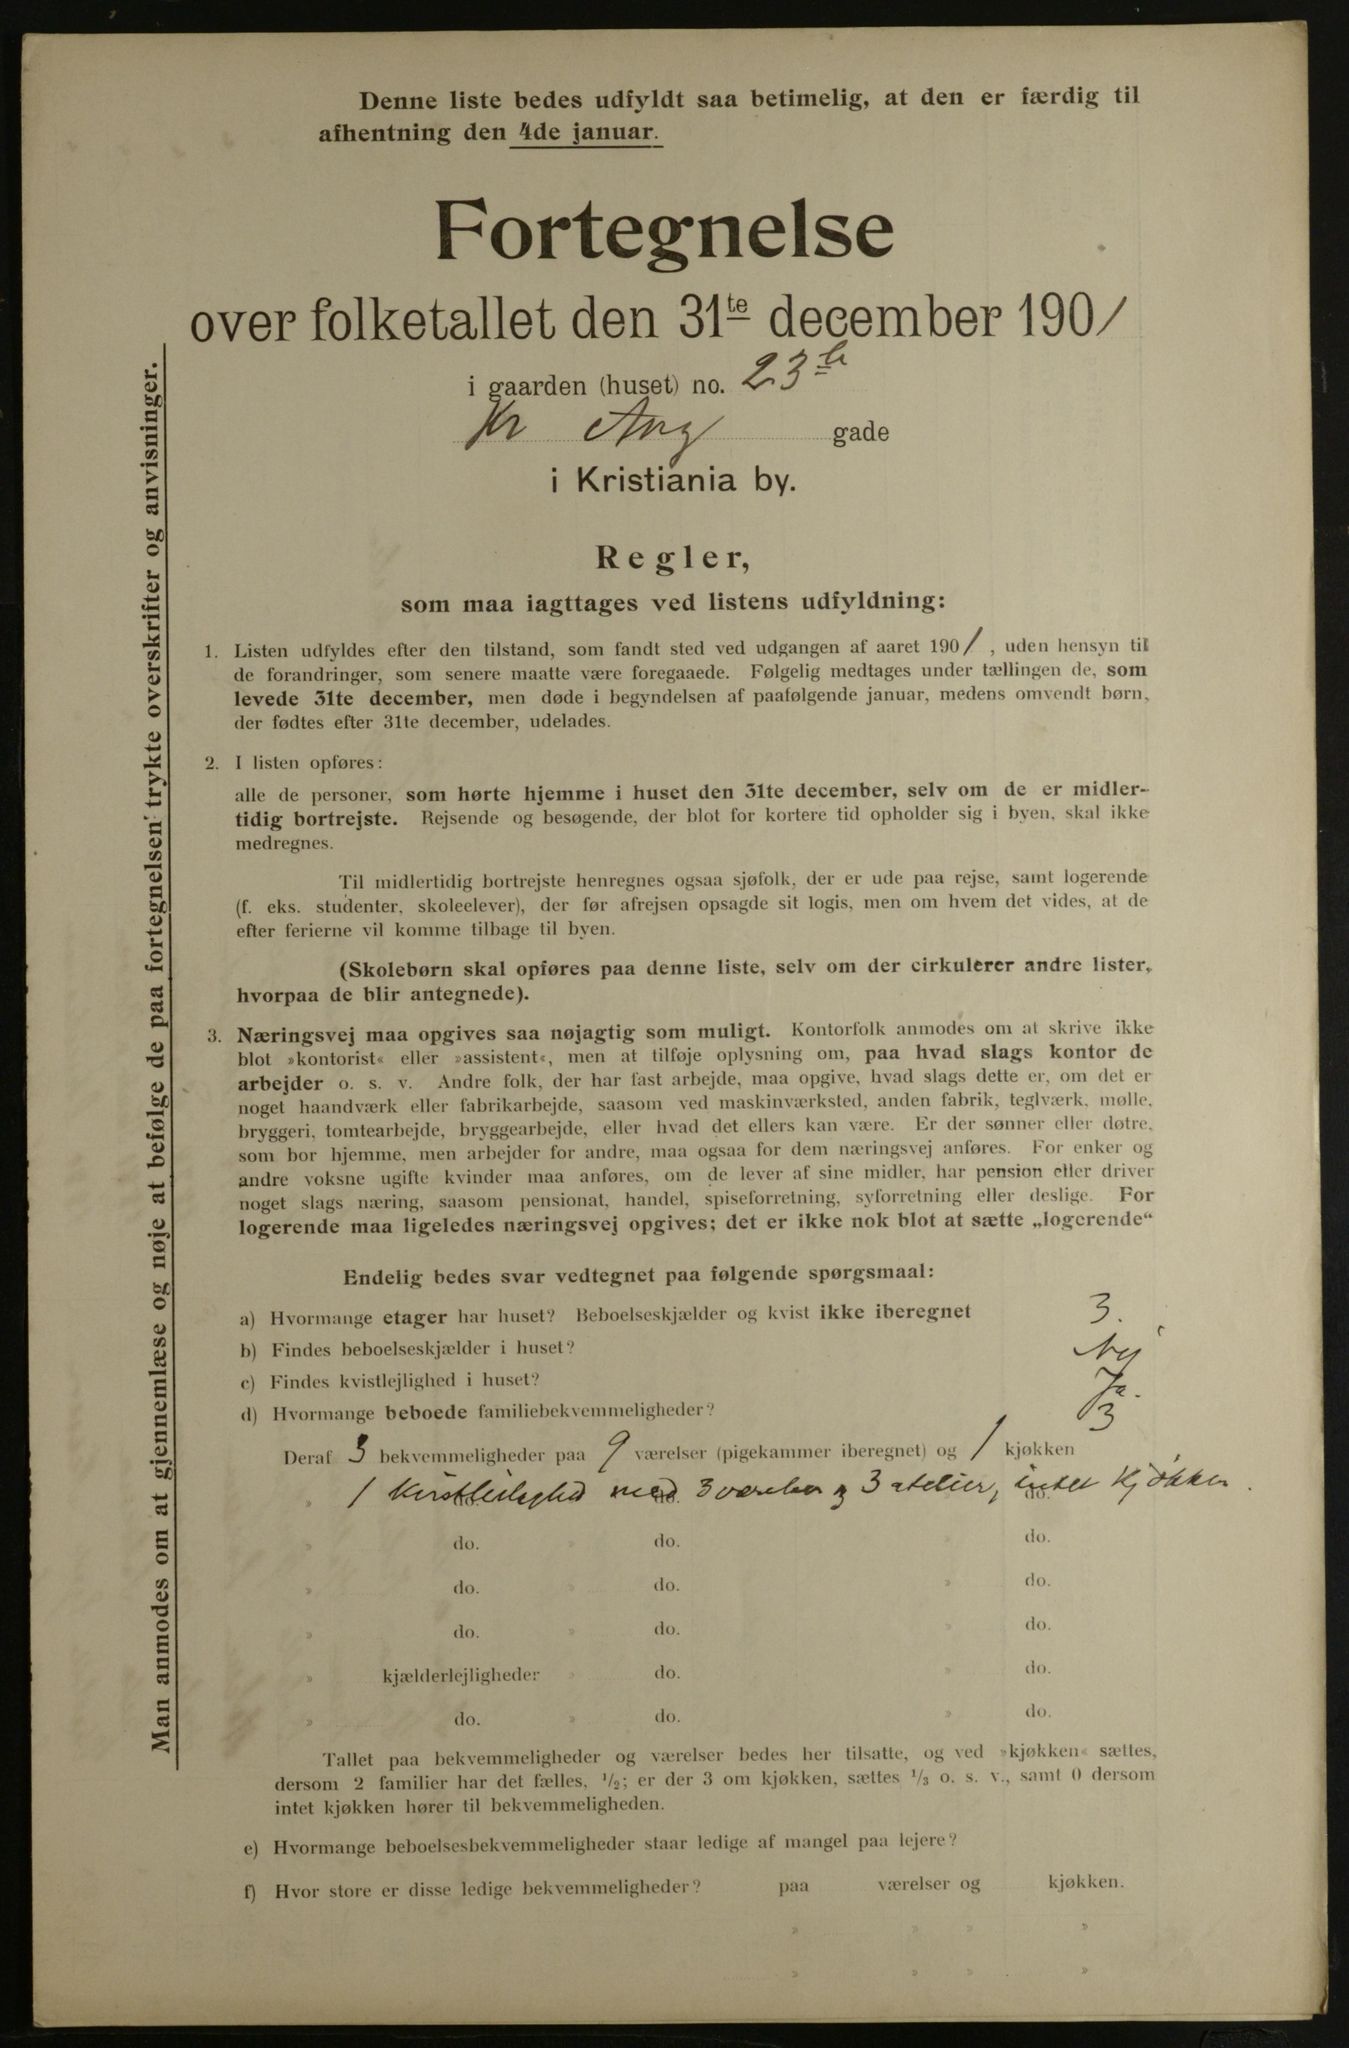 Denne liste bedes udfyldt saa betimelig, at den er færdig til
afhentning den 4de januar.
Fortegnelse
over folketallet den 31te december 1901
i gaarden (huset) no. 23b
Kr Aug gade
i Kristiania by.
Regler,
som maa iagttages ved listens udfyldning:
1. Listen udfyldes efter den tilstand, som fandt sted ved udgangen af aaret 1901, uden hensyn til
de forandringer, som senere maatte være foregaaede. Følgelig medtages under tællingen de, som
levede 31te december, men døde i begyndelsen af paafølgende januar, medens omvendt børn,
der fødtes efter 31te december, udelades.
2. I listen opføres:
alle de personer, som hørte hjemme i huset den 31te december, selv om de er midler-
tidig bortrejste. Rejsende og besøgende, der blot for kortere tid opholder sig i byen, skal ikke
medregnes.
Til midlertidig bortrejste henregnes ogsaa sjøfolk, der er ude paa rejse, samt logerende
(f. eks. studenter, skoleelever), der før afrejsen opsagde sit logis, men om hvem det vides, at de
efter ferierne vil komme tilbage til byen.
(Skolebørn skal opføres paa denne liste, selv om der cirkulerer andre lister,
hvorpaa de blir antegnede).
3. Næringsvej maa opgives saa nøjagtig som muligt. Kontorfolk anmodes om at skrive ikke
blot »kontorist« eller »assistent«, men at tilføje oplysning om, paa hvad slags kontor de
arbejder o. s. v. Andre folk, der har fast arbejde, maa opgive, hvad slags dette er, om det er
noget haandværk eller fabrikarbejde, saasom ved maskinværksted, anden fabrik, teglværk, mølle,
bryggeri, tomtearbejde, bryggearbejde, eller hvad det ellers kan være. Er der sønner eller døtre,
som bor hjemme, men arbejder for andre, maa ogsaa for dem næringsvej anføres. For enker og
andre voksne ugifte kvinder maa anføres, om de lever af sine midler, har pension eller driver
noget slags næring, saasom pensionat, handel, spiseforretning, syforretning eller deslige. For
logerende maa ligeledes næringsvej opgives; det er ikke nok blot at sætte „logerende“
Endelig bedes svar vedtegnet paa følgende spørgsmaal:
a) Hvormange etager har huset? Beboelseskjælder og kvist ikke iberegnet 3.
b) Findes beboelseskjælder i huset? Nej
c) Findes kvistlejlighed i huset? Ja.
d) Hvormange beboede familiebekvemmeligheder? 3
Deraf 3 bekvemmeligheder paa 9 værelser (pigekammer iberegnet) og 1 kjøkken
» 1 do. do. do.
Kvistleilighed med 3 værelser og 3 atelier, intet Kjøkken.
» do. » do. do.
» do. » do. » do.
» do. » do. » do.
» kjælderlejligheder » do. » do.
» do. » do. » do.
Tallet paa bekvemmeligheder og værelser bedes her tilsatte, og ved »kjøkken« sættes,
dersom 2 familier har det fælles, 1/2; er der 3 om kjøkken, sættes 1/3 o. s. v., samt 0 dersom
intet kjøkken hører til bekvemmeligheden.
e) Hvormange beboelsesbekvemmeligheder staar ledige af mangel paa lejere?
f) Hvor store er disse ledige bekvemmeligheder? paa værelser og kjøkken.
» » » »
» » » »
Man anmodes om at gjennemlæse og nøje at befølge de paa fortegnelsen trykte overskrifter og anvisninger.